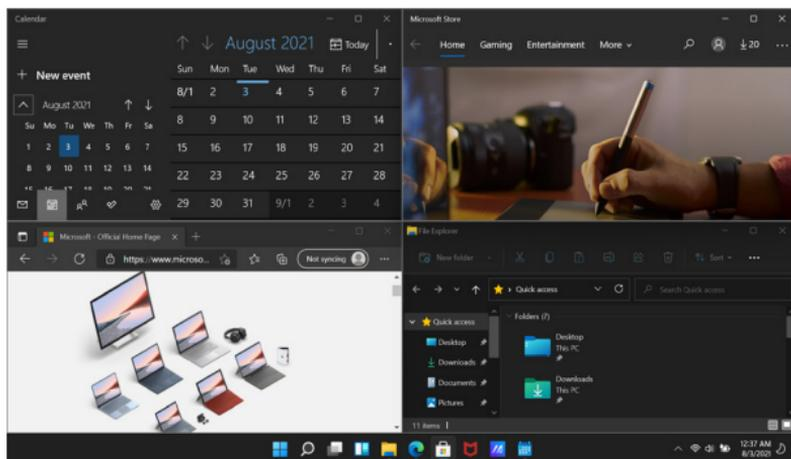 Calendar
August 2021 Today
New event
Sun Mon Tue Wed Thu Fri Sat
8/1 2 3 4 5 6 7
8 9 10 11 12 13 14
15 16 17 18 19 20 21
22 23 24 25 26 27 28
29 30 31 9/1 2 3 4
August 2021
Su Mo Tu We Th Fr Sa
1 2 3 4 5 6 7
8 9 10 11 12 13 14
Microsoft Store
Home Gaming Entertainment More 20
Microsoft - Official Home Page
https://www.microso... Not syncing
File Explorer
New folder Sort
Quick access Search Quick access
Quick access
Desktop
Downloads
Documents
Pictures
Folders (7)
Desktop
This PC
Downloads
This PC
11 items
12:37 AM
8/3/2021